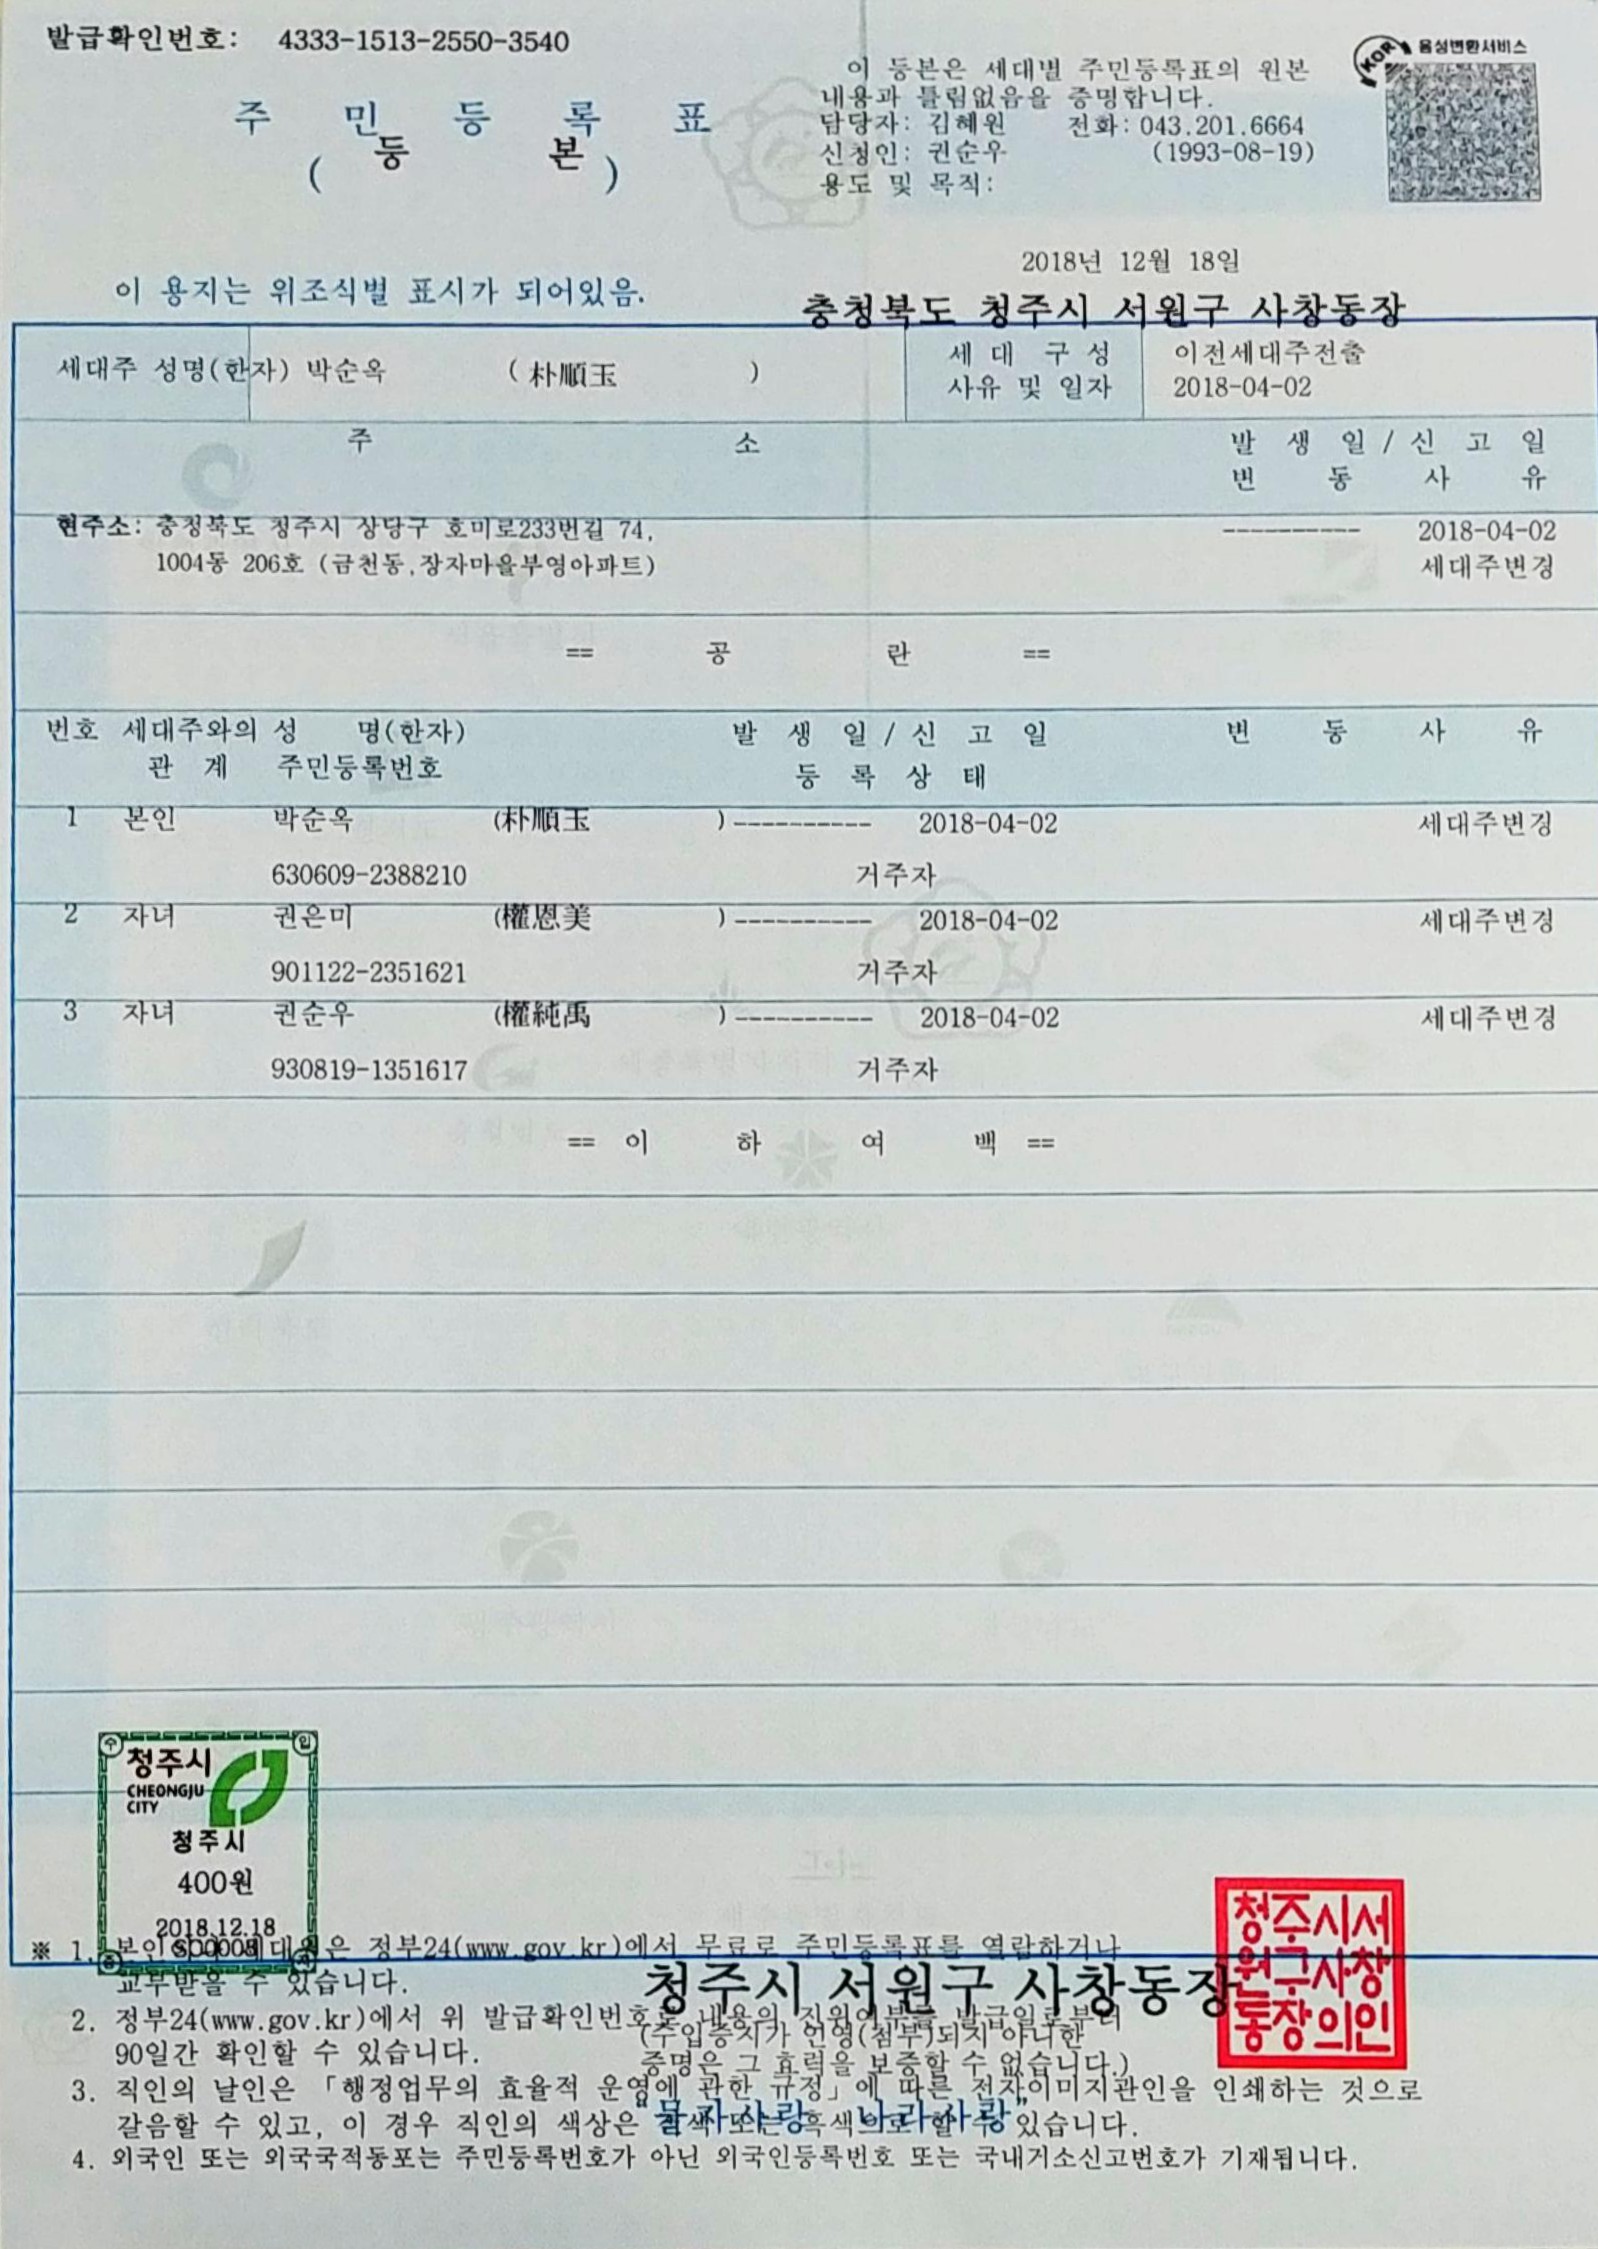 발급확인번호: 4333-1513-2550-3540
음성변환서비스
KOR
이 등본은 세대별 주민등록표의 원본
내용과 틀림없음을 증명합니다.
담당자: 김혜원 전화: 043.201.6664
신청인: 권순우 (1993-08-19)
용도 및 목적:
주 민 등 록 표
( 등 본 )
2018년 12월 18일
이 용지는 위조식별 표시가 되어있음.
충청북도 청주시 서원구 사창동장
세대주 성명(한자) 박순옥 ( 朴順玉 )
세 대 구 성 이전세대주전출
사유 및 일자 2018-04-02
주 소 발 생 일 / 신 고 일
변 동 사 유
현주소: 충청북도 청주시 상당구 호미로233번길 74, ---------- 2018-04-02
1004동 206호 (금천동,장자마을부영아파트) 세대주변경
== 공 란 ==
번호 세대주와의 성 명(한자) 발 생 일 / 신 고 일 변 동 사 유
관 계 주민등록번호 등 록 상 태
1 본인 박순옥 (朴順玉 ) ---------- 2018-04-02 세대주변경
630609-2388210 거주자
2 자녀 권은미 (權恩美 ) ---------- 2018-04-02 세대주변경
901122-2351621 거주자
3 자녀 권순우 (權純禹 ) ---------- 2018-04-02 세대주변경
930819-1351617 거주자
== 이 하 여 백 ==
수 입
청주시
CHEONGJU
CITY
청주시
400원
2018.12.18
※ 1. 본인이나 세대원은 정부24(www.gov.kr)에서 무료로 주민등록표를 열람하거나
교부받을 수 있습니다.
청주시 서원구 사창동장
청주시서
원구사창
동장의인
2. 정부24(www.gov.kr)에서 위 발급확인번호로 내용의 진위여부를 발급일로부터
90일간 확인할 수 있습니다.
(수입증지가 인영(첨부)되지 아니한
증명은 그 효력을 보증할 수 없습니다.)
3. 직인의 날인은 「행정업무의 효율적 운영에 관한 규정」에 따른 전자이미지관인을 인쇄하는 것으로
갈음할 수 있고, 이 경우 직인의 색상은 또는 흑색으로 할 수 있습니다.
나라사랑"
4. 외국인 또는 외국국적동포는 주민등록번호가 아닌 외국인등록번호 또는 국내거소신고번호가 기재됩니다.